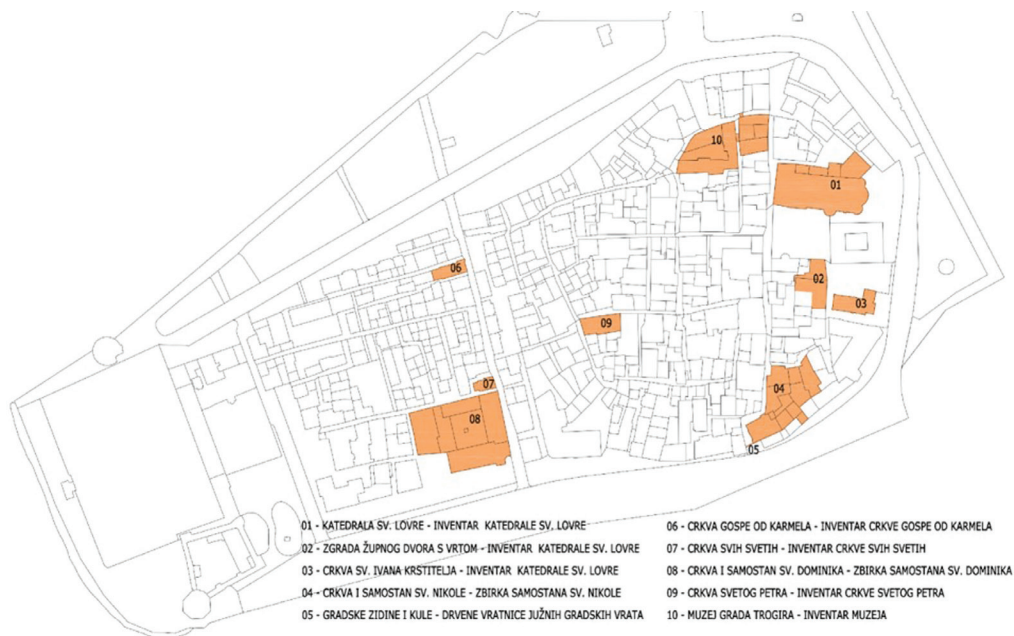 10
01
06
02
03
09
07
04
08
05
01 - KATEDRALA SV. LOVRE - INVENTAR KATEDRALE SV. LOVRE
02 - ZGRADA ŽUPNOG DVORA S VRTOM - INVENTAR KATEDRALE SV. LOVRE
03 - CRKVA SV. IVANA KRSTITELJA - INVENTAR KATEDRALE SV. LOVRE
04 - CRKVA I SAMOSTAN SV. NIKOLE - ZBIRKA SAMOSTANA SV. NIKOLE
05 - GRADSKE ZIDINE I KULE - DRVENE VRATNICE JUŽNIH GRADSKIH VRATA
06 - CRKVA GOSPE OD KARMELA - INVENTAR CRKVE GOSPE OD KARMELA
07 - CRKVA SVIH SVETIH - INVENTAR CRKVE SVIH SVETIH
08 - CRKVA I SAMOSTAN SV. DOMINIKA - ZBIRKA SAMOSTANA SV. DOMINIKA
09 - CRKVA SVETOG PETRA - INVENTAR CRKVE SVETOG PETRA
10 - MUZEJ GRADA TROGIRA - INVENTAR MUZEJA